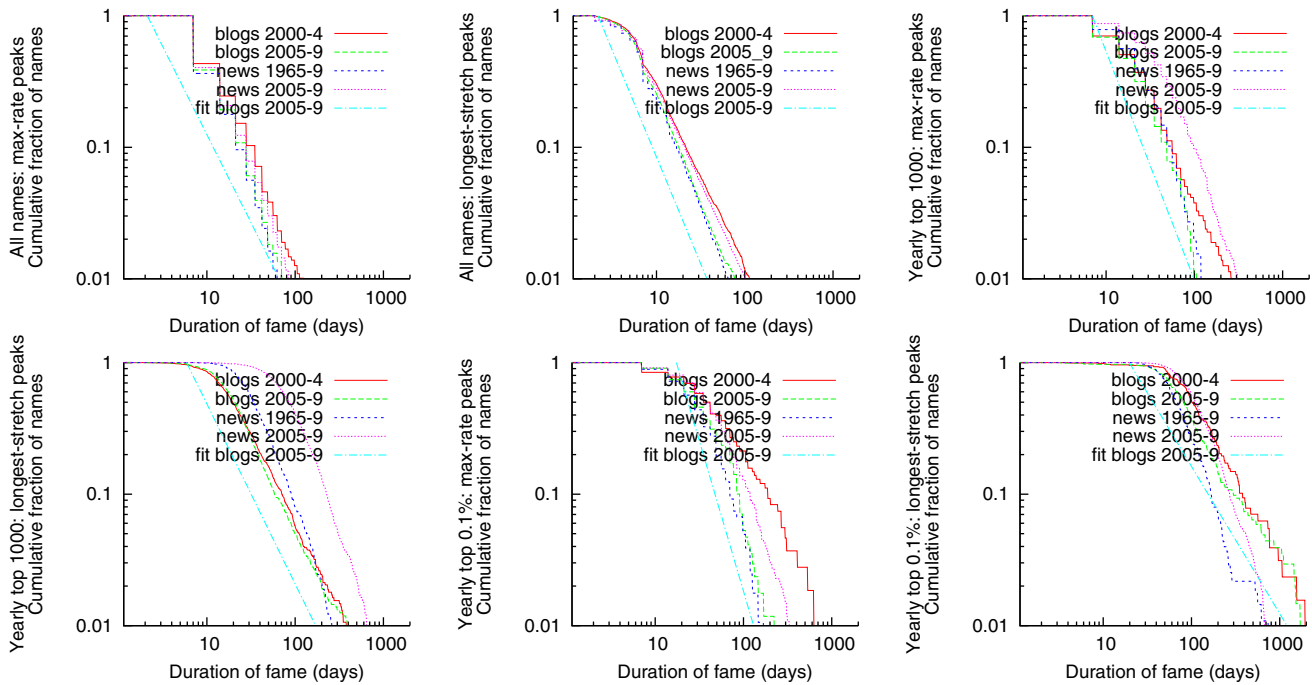 All names: max-rate peaks
Cumulative fraction of names
1
0.1
0.01
10
100
1000
Duration of fame (days)
blogs 2000-4
blogs 2005-9
news 1965-9
news 2005-9
fit blogs 2005-9
All names: longest-stretch peaks
Cumulative fraction of names
1
0.1
0.01
10
100
1000
Duration of fame (days)
blogs 2000-4
blogs 2005_9
news 1965-9
news 2005-9
fit blogs 2005-9
Yearly top 1000: max-rate peaks
Cumulative fraction of names
1
0.1
0.01
10
100
1000
Duration of fame (days)
blogs 2000-4
blogs 2005-9
news 1965-9
news 2005-9
fit blogs 2005-9
Yearly top 1000: longest-stretch peaks
Cumulative fraction of names
1
0.1
0.01
10
100
1000
Duration of fame (days)
blogs 2000-4
blogs 2005-9
news 1965-9
news 2005-9
fit blogs 2005-9
Yearly top 0.1%: max-rate peaks
Cumulative fraction of names
1
0.1
0.01
10
100
1000
Duration of fame (days)
blogs 2000-4
blogs 2005-9
news 1965-9
news 2005-9
fit blogs 2005-9
Yearly top 0.1%: longest-stretch peaks
Cumulative fraction of names
1
0.1
0.01
10
100
1000
Duration of fame (days)
blogs 2000-4
blogs 2005-9
news 1965-9
news 2005-9
fit blogs 2005-9